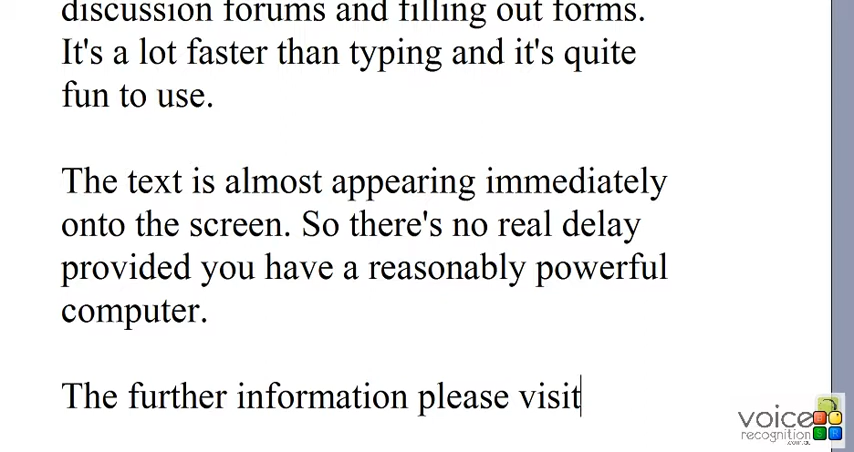 discussion forums and filling out forms.
It's a lot faster than typing and it's quite
fun to use.
The text is almost appearing immediately
onto the screen. So there's no real delay
provided you have a reasonably powerful
computer.
The further information please visit
voice
recognition
.com.au